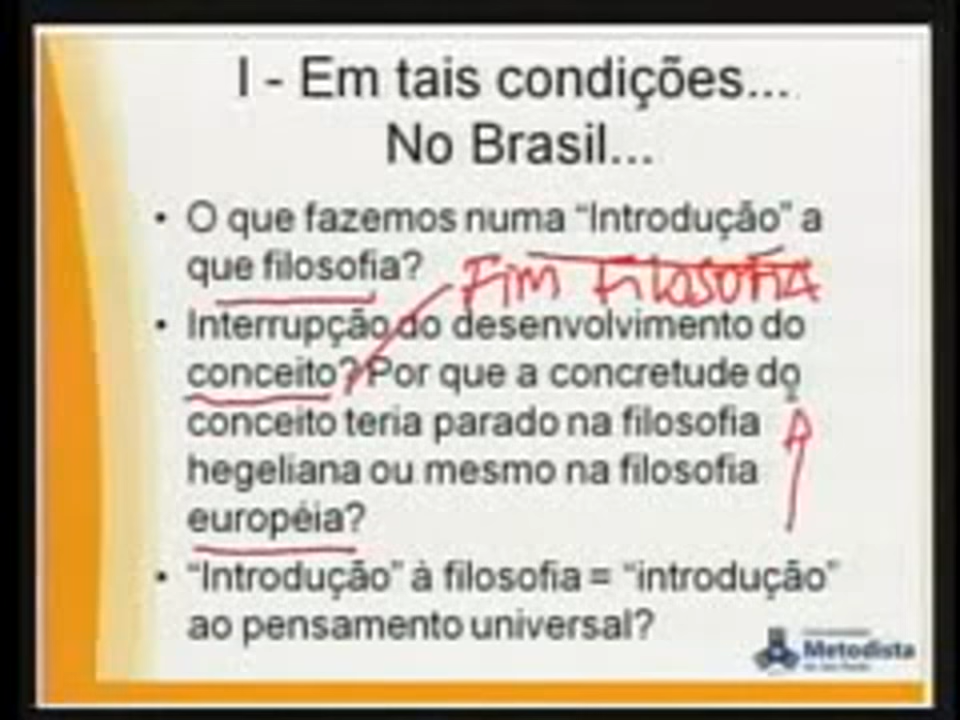 I - Em tais condições...
No Brasil...
• O que fazemos numa “Introdução” a
que filosofia?
Fim Filosofia
• Interrupção do desenvolvimento do
conceito? Por que a concretude do
conceito teria parado na filosofia
hegeliana ou mesmo na filosofia
européia?
• “Introdução” à filosofia = “introdução”
ao pensamento universal?
Metodista